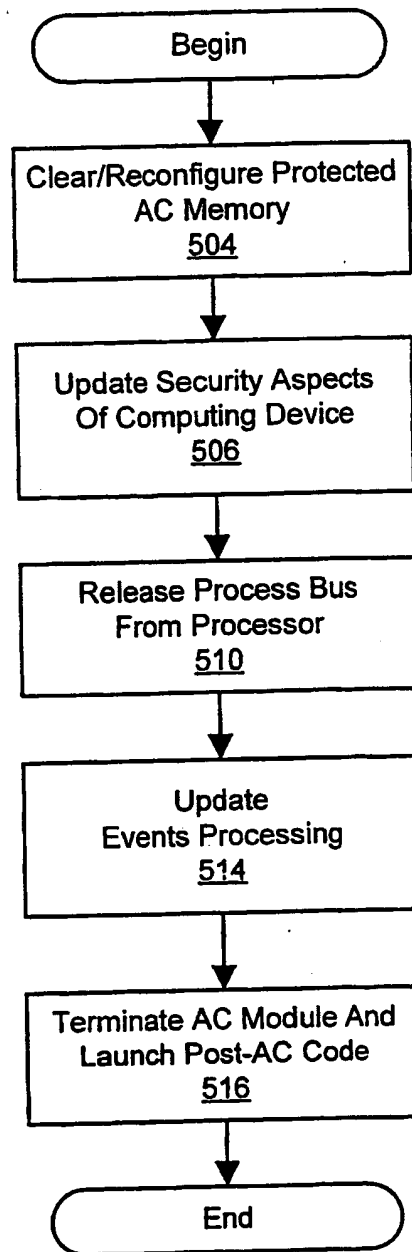 Begin
Clear/Reconfigure Protected
AC Memory
504
Update Security Aspects
Of Computing Device
506
Release Process Bus
From Processor
510
Update
Events Processing
514
Terminate AC Module And
Launch Post-AC Code
516
End